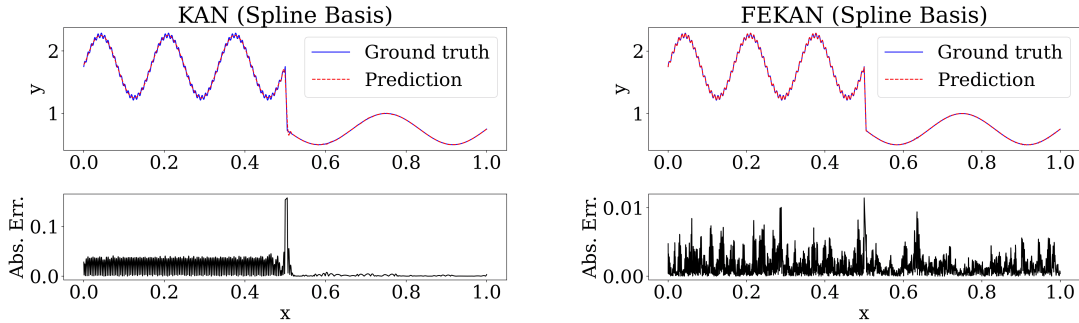 KAN (Spline Basis)
y
2
1
Ground truth
Prediction
0.0 0.2 0.4 0.6 0.8 1.0
Abs. Err.
0.1
0.0
0.0 0.2 0.4 0.6 0.8 1.0
x
FEKAN (Spline Basis)
y
2
1
Ground truth
Prediction
0.0 0.2 0.4 0.6 0.8 1.0
Abs. Err.
0.01
0.00
0.0 0.2 0.4 0.6 0.8 1.0
x